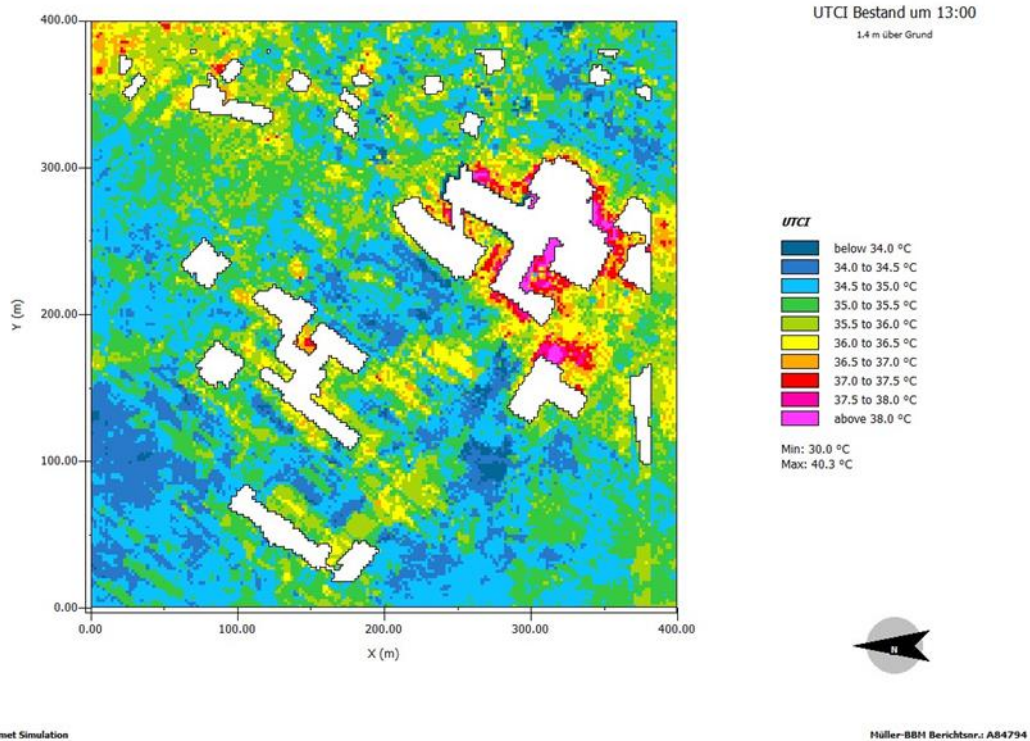 UTCI Bestand um 13:00
1.4 m über Grund
400.00
300.00
200.00
100.00
0.00
Y (m)
0.00
100.00
200.00
300.00
400.00
X (m)
UTCI
below 34.0 °C
34.0 to 34.5 °C
34.5 to 35.0 °C
35.0 to 35.5 °C
35.5 to 36.0 °C
36.0 to 36.5 °C
36.5 to 37.0 °C
37.0 to 37.5 °C
37.5 to 38.0 °C
above 38.0 °C
Min: 30.0 °C
Max: 40.3 °C
N
met Simulation
Müller-BBM Berichtsnr.: A84794